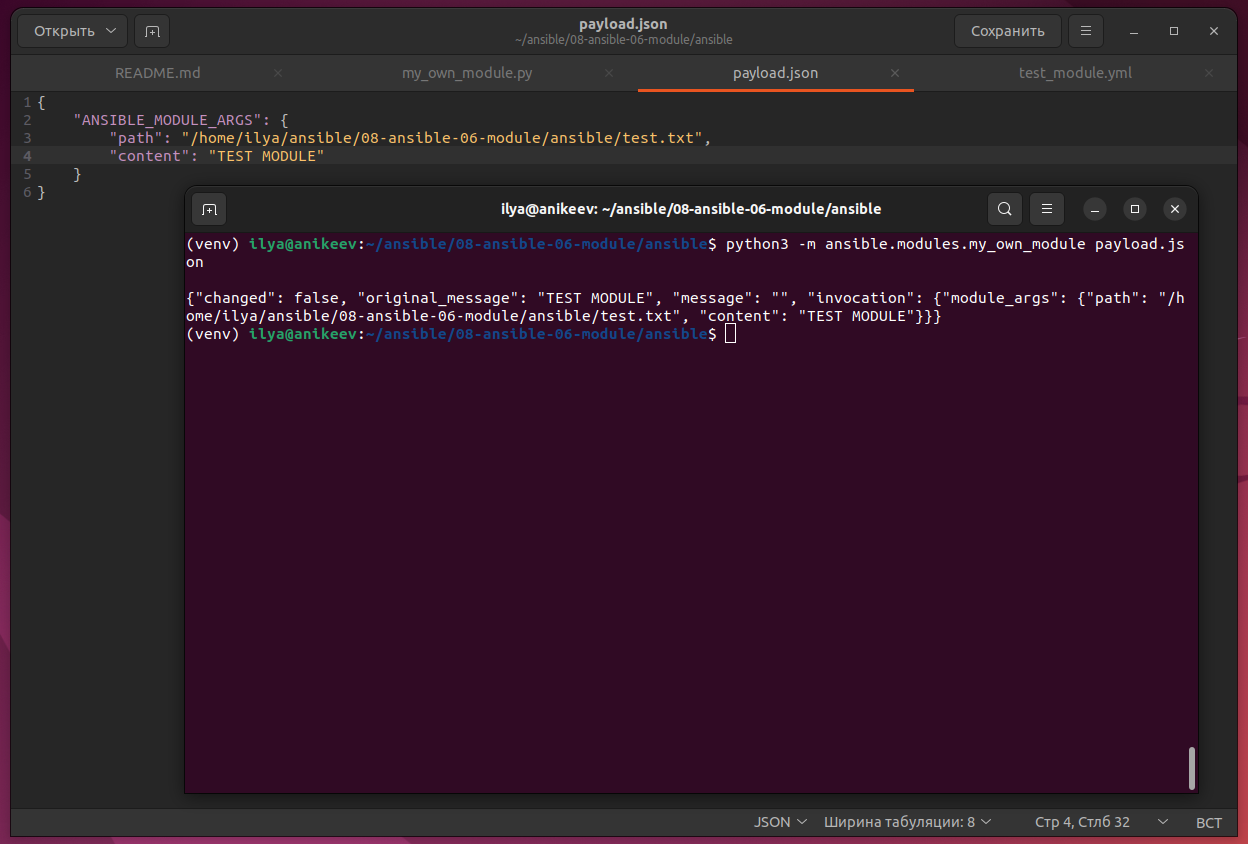 Открыть
payload.json
~/ansible/08-ansible-06-module/ansible
Сохранить
README.md
my_own_module.py
payload.json
test_module.yml
1 {
2     "ANSIBLE_MODULE_ARGS": {
3         "path": "/home/ilya/ansible/08-ansible-06-module/ansible/test.txt",
4         "content": "TEST MODULE"
5     }
6 }
ilya@anikeev: ~/ansible/08-ansible-06-module/ansible
(venv) ilya@anikeev:~/ansible/08-ansible-06-module/ansible$ python3 -m ansible.modules.my_own_module payload.js
on
{"changed": false, "original_message": "TEST MODULE", "message": "", "invocation": {"module_args": {"path": "/h
ome/ilya/ansible/08-ansible-06-module/ansible/test.txt", "content": "TEST MODULE"}}}
(venv) ilya@anikeev:~/ansible/08-ansible-06-module/ansible$
JSON
Ширина табуляции: 8
Стр 4, Стлб 32
ВСТ